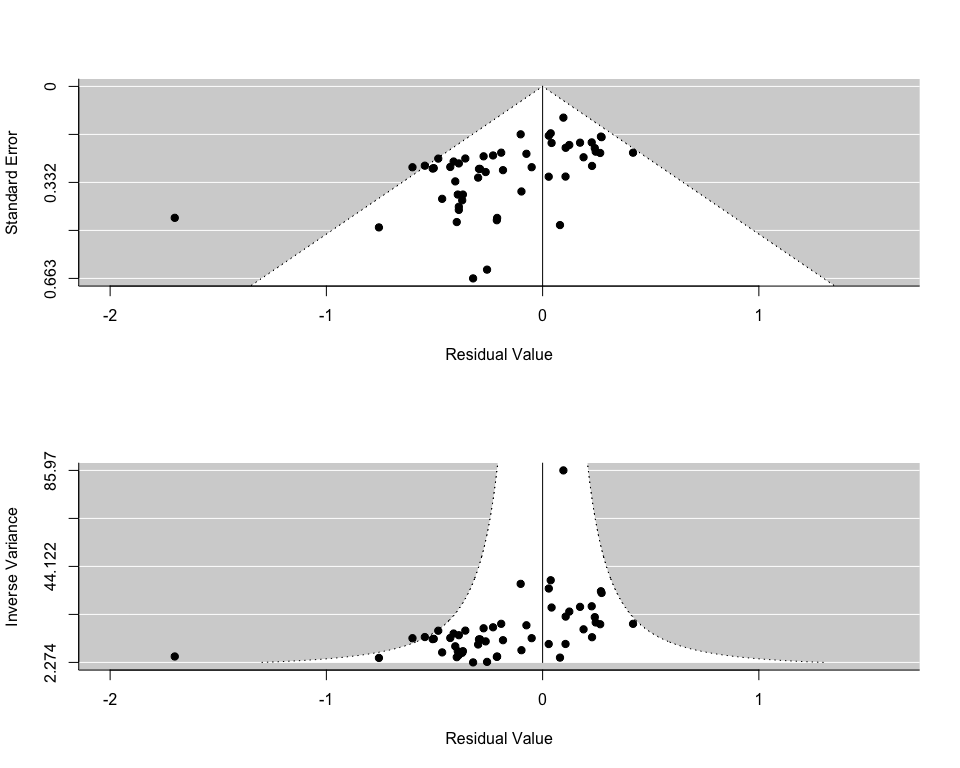 Standard Error
0
0.332
0.663
-2 -1 0 1
Residual Value
Inverse Variance
85.97
44.122
2.274
-2 -1 0 1
Residual Value